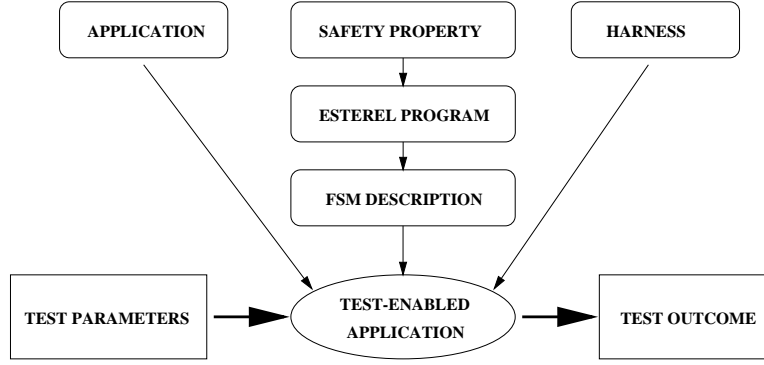 APPLICATION
SAFETY PROPERTY
HARNESS
ESTEREL PROGRAM
FSM DESCRIPTION
TEST PARAMETERS
TEST-ENABLED
APPLICATION
TEST OUTCOME